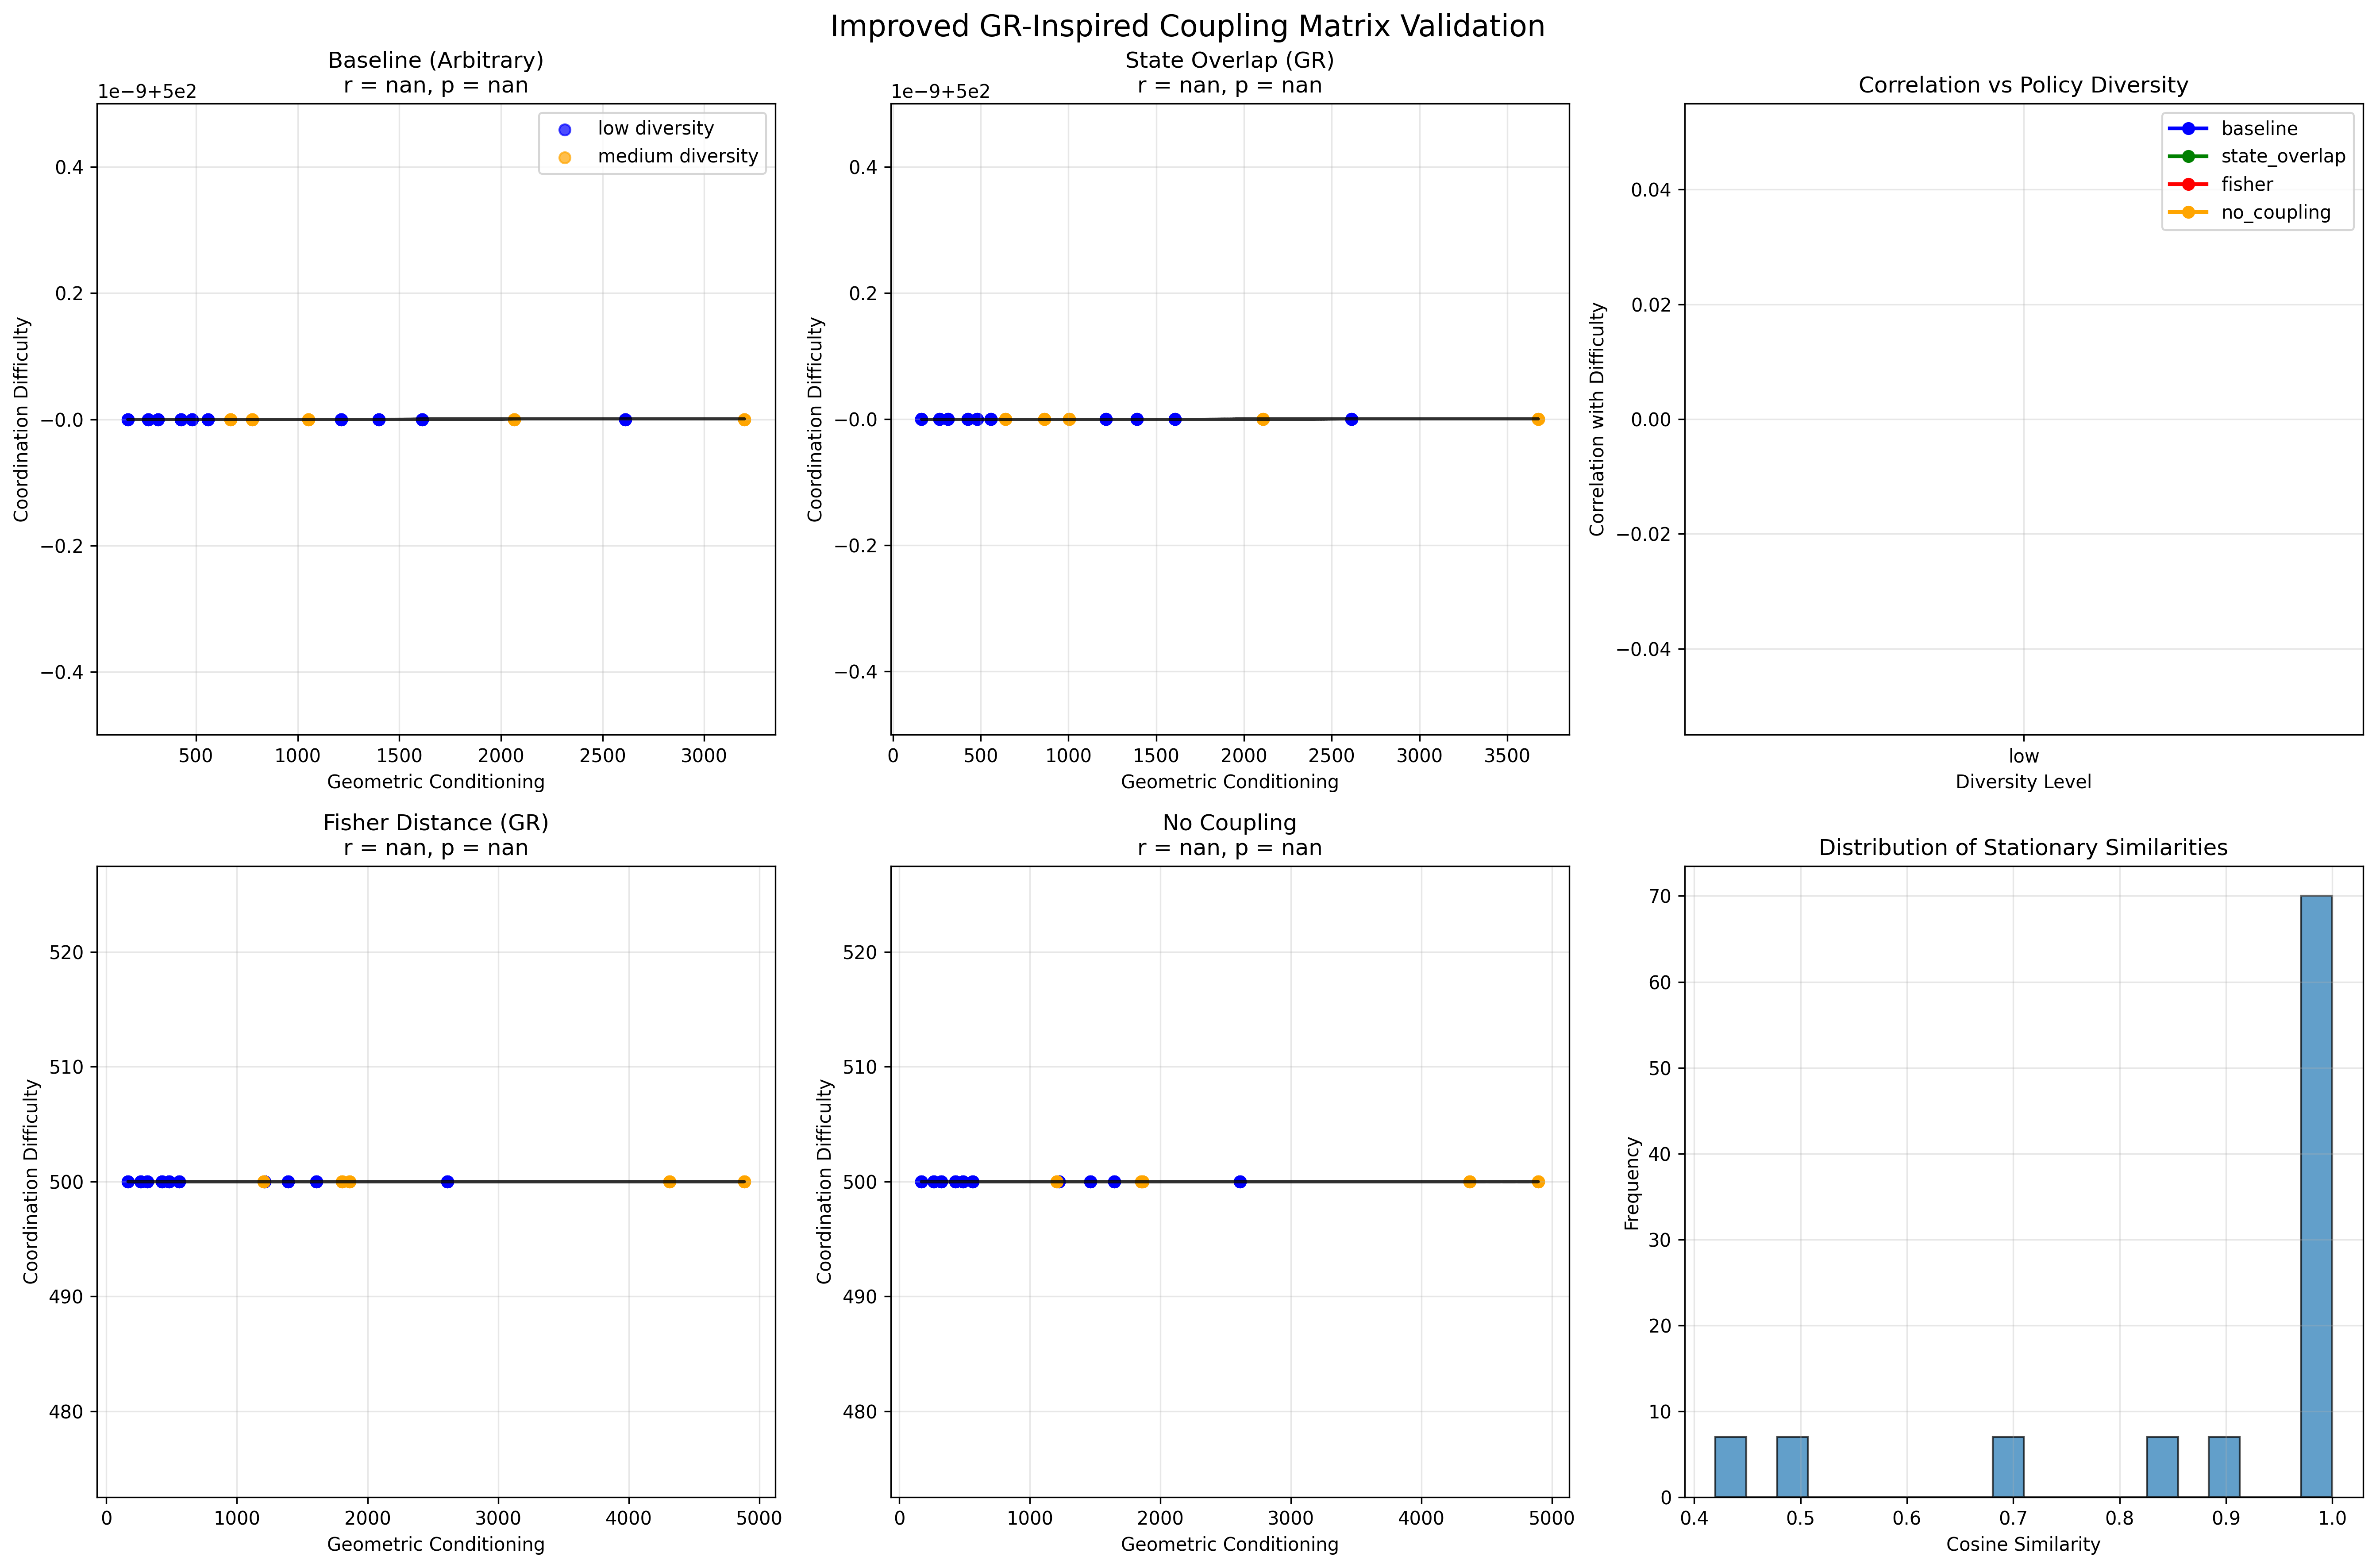 Improved GR-Inspired Coupling Matrix Validation
Baseline (Arbitrary)
r = nan, p = nan
1e−9+5e2
low diversity
medium diversity
0.4
0.2
−0.0
−0.2
−0.4
Coordination Difficulty
500
1000
1500
2000
2500
3000
Geometric Conditioning
State Overlap (GR)
r = nan, p = nan
1e−9+5e2
0.4
0.2
−0.0
−0.2
−0.4
Coordination Difficulty
0
500
1000
1500
2000
2500
3000
3500
Geometric Conditioning
Correlation vs Policy Diversity
baseline
state_overlap
fisher
no_coupling
0.04
0.02
0.00
−0.02
−0.04
Correlation with Difficulty
low
Diversity Level
Fisher Distance (GR)
r = nan, p = nan
520
510
500
490
480
Coordination Difficulty
0
1000
2000
3000
4000
5000
Geometric Conditioning
No Coupling
r = nan, p = nan
520
510
500
490
480
Coordination Difficulty
0
1000
2000
3000
4000
5000
Geometric Conditioning
Distribution of Stationary Similarities
70
60
50
40
30
20
10
0
Frequency
0.4
0.5
0.6
0.7
0.8
0.9
1.0
Cosine Similarity